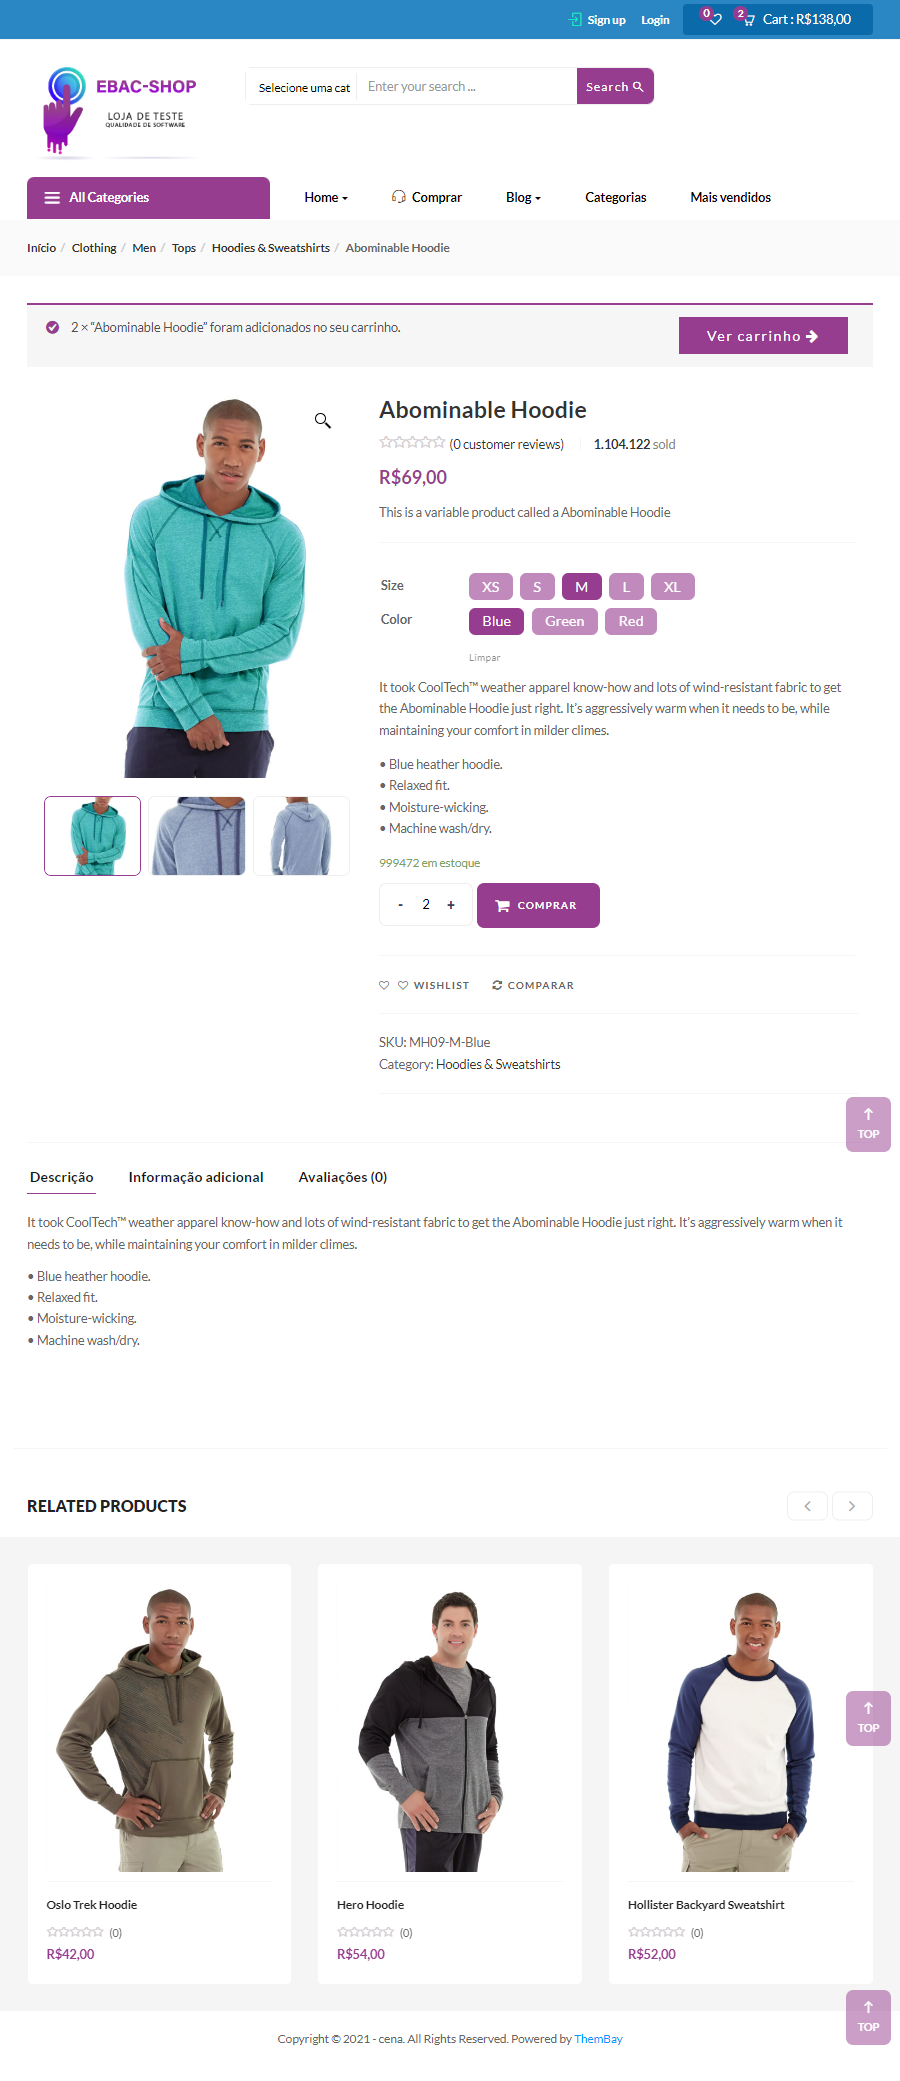 Sign up
Login
0
2
Cart : R$138,00
EBAC-SHOP
LOJA DE TESTE
QUALIDADE DE SOFTWARE
Selecione uma cat
Enter your search ...
Search
All Categories
Home
Comprar
Blog
Categorias
Mais vendidos
Início / Clothing / Men / Tops / Hoodies & Sweatshirts / Abominable Hoodie
2 × “Abominable Hoodie” foram adicionados no seu carrinho.
Ver carrinho
Abominable Hoodie
(0 customer reviews)
1.104.122 sold
R$69,00
This is a variable product called a Abominable Hoodie
Size
XS
S
M
L
XL
Color
Blue
Green
Red
Limpar
It took CoolTech™ weather apparel know-how and lots of wind-resistant fabric to get
the Abominable Hoodie just right. It’s aggressively warm when it needs to be, while
maintaining your comfort in milder climes.
• Blue heather hoodie.
• Relaxed fit.
• Moisture-wicking.
• Machine wash/dry.
999472 em estoque
- 2 +
COMPRAR
WISHLIST
COMPARAR
SKU: MH09-M-Blue
Category: Hoodies & Sweatshirts
TOP
Descrição
Informação adicional
Avaliações (0)
It took CoolTech™ weather apparel know-how and lots of wind-resistant fabric to get the Abominable Hoodie just right. It’s aggressively warm when it
needs to be, while maintaining your comfort in milder climes.
• Blue heather hoodie.
• Relaxed fit.
• Moisture-wicking.
• Machine wash/dry.
RELATED PRODUCTS
TOP
Oslo Trek Hoodie
(0)
R$42,00
Hero Hoodie
(0)
R$54,00
Hollister Backyard Sweatshirt
(0)
R$52,00
TOP
Copyright © 2021 - cena. All Rights Reserved. Powered by ThemBay